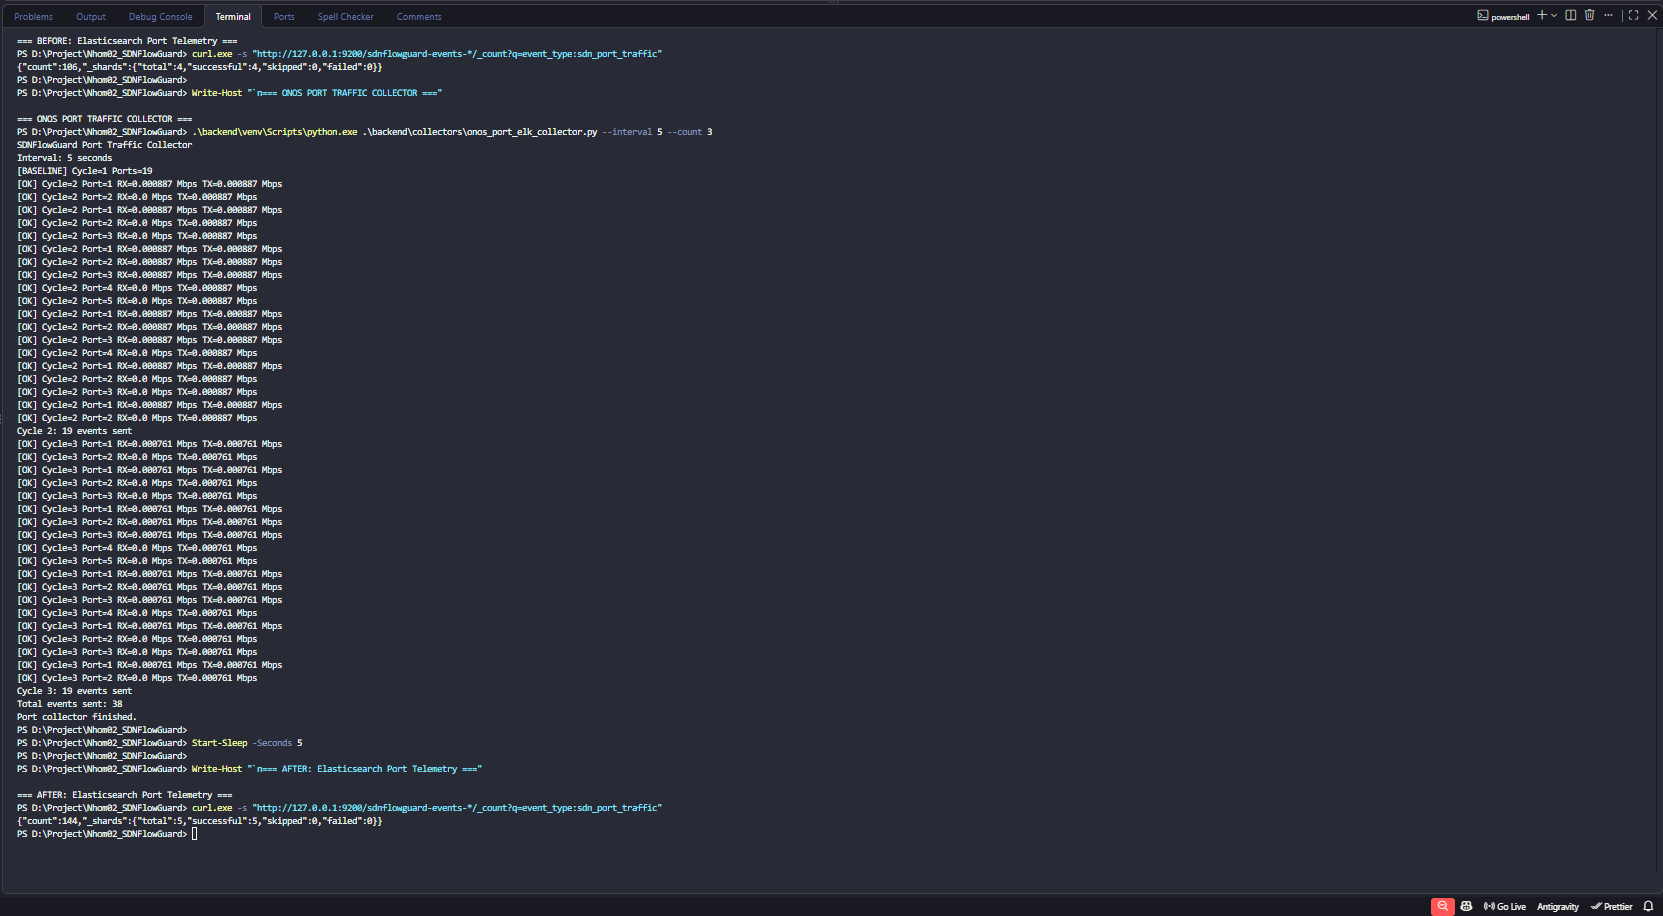 Problems Output Debug Console Terminal Ports Spell Checker Comments powershell
=== BEFORE: Elasticsearch Port Telemetry ===
PS D:\Project\Nhom02_SDNFlowGuard> curl.exe -s "http://127.0.0.1:9200/sdnflowguard-events-*/_count?q=event_type:sdn_port_traffic"
{"count":106,"_shards":{"total":4,"successful":4,"skipped":0,"failed":0}}
PS D:\Project\Nhom02_SDNFlowGuard>
PS D:\Project\Nhom02_SDNFlowGuard> Write-Host "`n=== ONOS PORT TRAFFIC COLLECTOR ==="
=== ONOS PORT TRAFFIC COLLECTOR ===
PS D:\Project\Nhom02_SDNFlowGuard> .\backend\venv\Scripts\python.exe .\backend\collectors\onos_port_elk_collector.py --interval 5 --count 3
SDNFlowGuard Port Traffic Collector
Interval: 5 seconds
[BASELINE] Cycle=1 Ports=19
[OK] Cycle=2 Port=1 RX=0.000887 Mbps TX=0.000887 Mbps
[OK] Cycle=2 Port=2 RX=0.0 Mbps TX=0.000887 Mbps
[OK] Cycle=2 Port=1 RX=0.000887 Mbps TX=0.000887 Mbps
[OK] Cycle=2 Port=2 RX=0.0 Mbps TX=0.000887 Mbps
[OK] Cycle=2 Port=3 RX=0.0 Mbps TX=0.000887 Mbps
[OK] Cycle=2 Port=1 RX=0.000887 Mbps TX=0.000887 Mbps
[OK] Cycle=2 Port=2 RX=0.000887 Mbps TX=0.000887 Mbps
[OK] Cycle=2 Port=3 RX=0.000887 Mbps TX=0.000887 Mbps
[OK] Cycle=2 Port=4 RX=0.0 Mbps TX=0.000887 Mbps
[OK] Cycle=2 Port=5 RX=0.0 Mbps TX=0.000887 Mbps
[OK] Cycle=2 Port=1 RX=0.000887 Mbps TX=0.000887 Mbps
[OK] Cycle=2 Port=2 RX=0.000887 Mbps TX=0.000887 Mbps
[OK] Cycle=2 Port=3 RX=0.000887 Mbps TX=0.000887 Mbps
[OK] Cycle=2 Port=4 RX=0.0 Mbps TX=0.000887 Mbps
[OK] Cycle=2 Port=1 RX=0.000887 Mbps TX=0.000887 Mbps
[OK] Cycle=2 Port=2 RX=0.0 Mbps TX=0.000887 Mbps
[OK] Cycle=2 Port=3 RX=0.0 Mbps TX=0.000887 Mbps
[OK] Cycle=2 Port=1 RX=0.000887 Mbps TX=0.000887 Mbps
[OK] Cycle=2 Port=2 RX=0.0 Mbps TX=0.000887 Mbps
Cycle 2: 19 events sent
[OK] Cycle=3 Port=1 RX=0.000761 Mbps TX=0.000761 Mbps
[OK] Cycle=3 Port=2 RX=0.0 Mbps TX=0.000761 Mbps
[OK] Cycle=3 Port=1 RX=0.000761 Mbps TX=0.000761 Mbps
[OK] Cycle=3 Port=2 RX=0.0 Mbps TX=0.000761 Mbps
[OK] Cycle=3 Port=3 RX=0.0 Mbps TX=0.000761 Mbps
[OK] Cycle=3 Port=1 RX=0.000761 Mbps TX=0.000761 Mbps
[OK] Cycle=3 Port=2 RX=0.000761 Mbps TX=0.000761 Mbps
[OK] Cycle=3 Port=3 RX=0.000761 Mbps TX=0.000761 Mbps
[OK] Cycle=3 Port=4 RX=0.0 Mbps TX=0.000761 Mbps
[OK] Cycle=3 Port=5 RX=0.0 Mbps TX=0.000761 Mbps
[OK] Cycle=3 Port=1 RX=0.000761 Mbps TX=0.000761 Mbps
[OK] Cycle=3 Port=2 RX=0.000761 Mbps TX=0.000761 Mbps
[OK] Cycle=3 Port=3 RX=0.000761 Mbps TX=0.000761 Mbps
[OK] Cycle=3 Port=4 RX=0.0 Mbps TX=0.000761 Mbps
[OK] Cycle=3 Port=1 RX=0.000761 Mbps TX=0.000761 Mbps
[OK] Cycle=3 Port=2 RX=0.0 Mbps TX=0.000761 Mbps
[OK] Cycle=3 Port=3 RX=0.0 Mbps TX=0.000761 Mbps
[OK] Cycle=3 Port=1 RX=0.000761 Mbps TX=0.000761 Mbps
[OK] Cycle=3 Port=2 RX=0.0 Mbps TX=0.000761 Mbps
Cycle 3: 19 events sent
Total events sent: 38
Port collector finished.
PS D:\Project\Nhom02_SDNFlowGuard>
PS D:\Project\Nhom02_SDNFlowGuard> Start-Sleep -Seconds 5
PS D:\Project\Nhom02_SDNFlowGuard>
PS D:\Project\Nhom02_SDNFlowGuard> Write-Host "`n=== AFTER: Elasticsearch Port Telemetry ==="
=== AFTER: Elasticsearch Port Telemetry ===
PS D:\Project\Nhom02_SDNFlowGuard> curl.exe -s "http://127.0.0.1:9200/sdnflowguard-events-*/_count?q=event_type:sdn_port_traffic"
{"count":144,"_shards":{"total":5,"successful":5,"skipped":0,"failed":0}}
PS D:\Project\Nhom02_SDNFlowGuard>
Go Live Antigravity Prettier